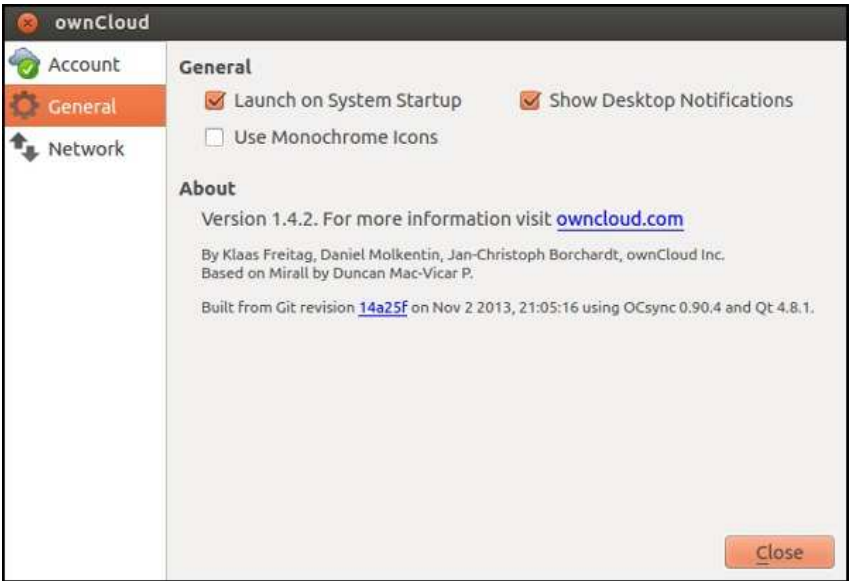 ownCloud
Account
General
Network
General
Launch on System Startup
Show Desktop Notifications
Use Monochrome Icons
About
Version 1.4.2. For more information visit owncloud.com
By Klaas Freitag, Daniel Molkentin, Jan-Christoph Borchardt, ownCloud Inc.
Based on Mirall by Duncan Mac-Vicar P.
Built from Git revision 14a25f on Nov 2 2013, 21:05:16 using OCsync 0.90.4 and Qt 4.8.1.
Close